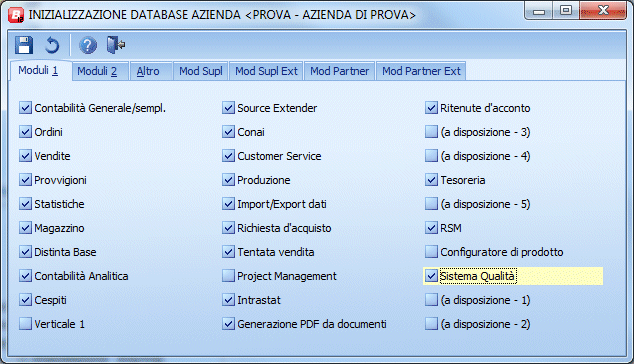 INIZIALIZZAZIONE DATABASE AZIENDA <PROVA - AZIENDA DI PROVA>
Moduli 1 Moduli 2 Altro Mod Supl Mod Supl Ext Mod Partner Mod Partner Ext
Contabilità Generale/sempl. Source Extender Ritenute d'acconto
Ordini Conai (a disposizione - 3)
Vendite Customer Service (a disposizione - 4)
Provvigioni Produzione Tesoreria
Statistiche Import/Export dati (a disposizione - 5)
Magazzino Richiesta d'acquisto RSM
Distinta Base Tentata vendita Configuratore di prodotto
Contabilità Analitica Project Management Sistema Qualità
Cespiti Intrastat (a disposizione - 1)
Verticale 1 Generazione PDF da documenti (a disposizione - 2)